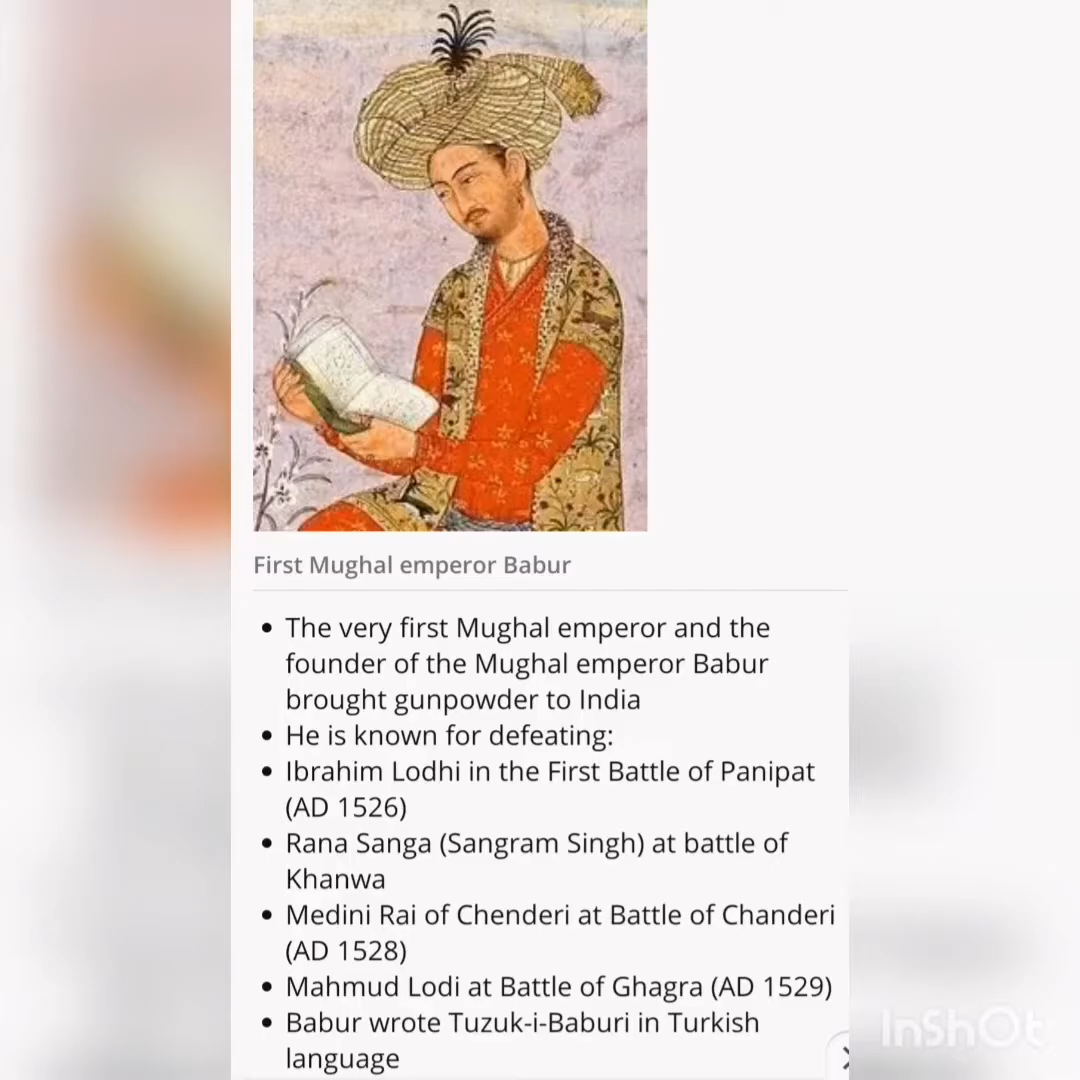 First Mughal emperor Babur
• The very first Mughal emperor and the
founder of the Mughal emperor Babur
brought gunpowder to India
• He is known for defeating:
• Ibrahim Lodhi in the First Battle of Panipat
(AD 1526)
• Rana Sanga (Sangram Singh) at battle of
Khanwa
• Medini Rai of Chenderi at Battle of Chanderi
(AD 1528)
• Mahmud Lodi at Battle of Ghagra (AD 1529)
• Babur wrote Tuzuk-i-Baburi in Turkish
language
InShOt